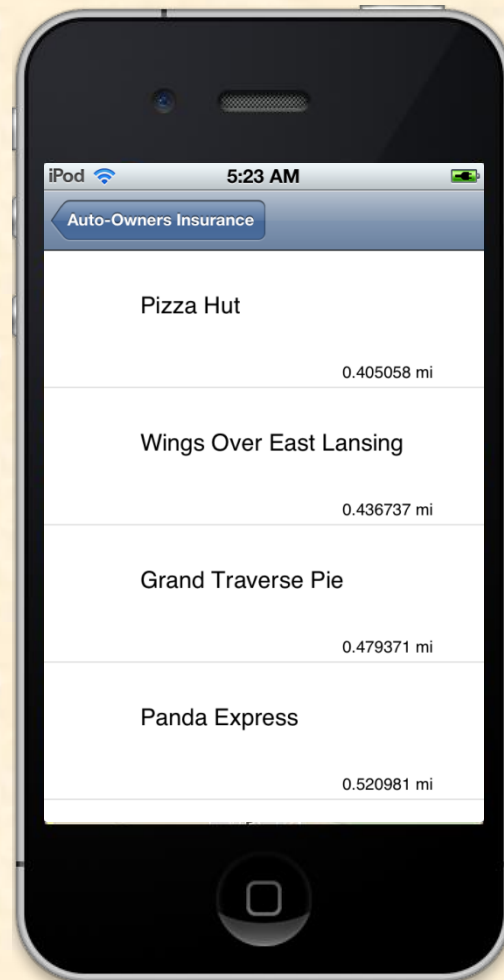 iPod 5:23 AM
Auto-Owners Insurance
Pizza Hut
0.405058 mi
Wings Over East Lansing
0.436737 mi
Grand Traverse Pie
0.479371 mi
Panda Express
0.520981 mi